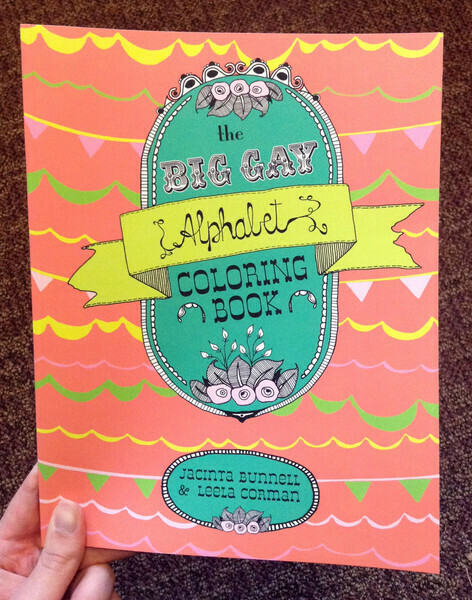 the
BIG GAY
Alphabet
COLORING
BOOK
Jacinta Bunnell
& Leela Corman